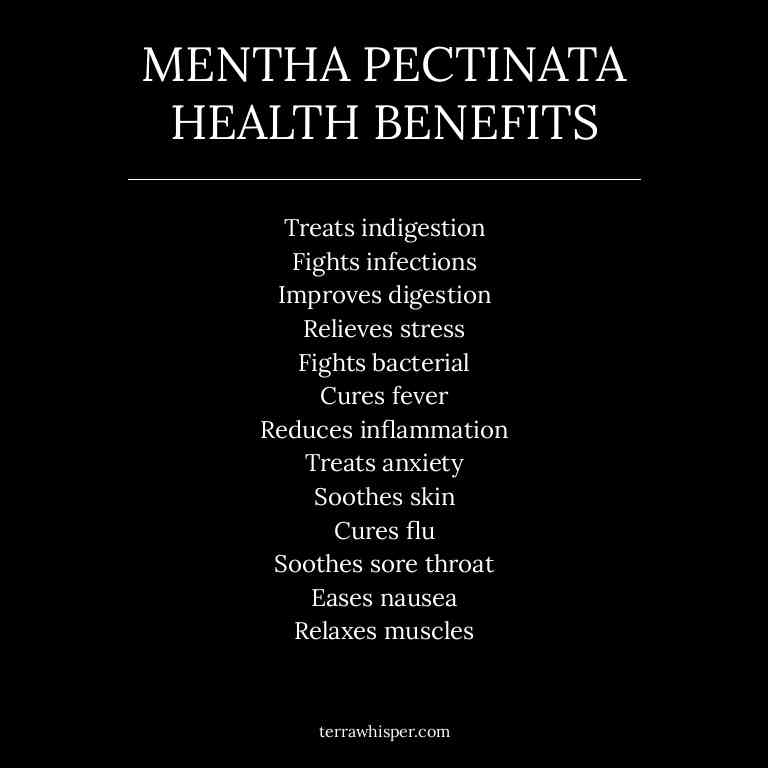 MENTHA PECTINATA
HEALTH BENEFITS
Treats indigestion
Fights infections
Improves digestion
Relieves stress
Fights bacterial
Cures fever
Reduces inflammation
Treats anxiety
Soothes skin
Cures flu
Soothes sore throat
Eases nausea
Relaxes muscles
terrawhisper.com